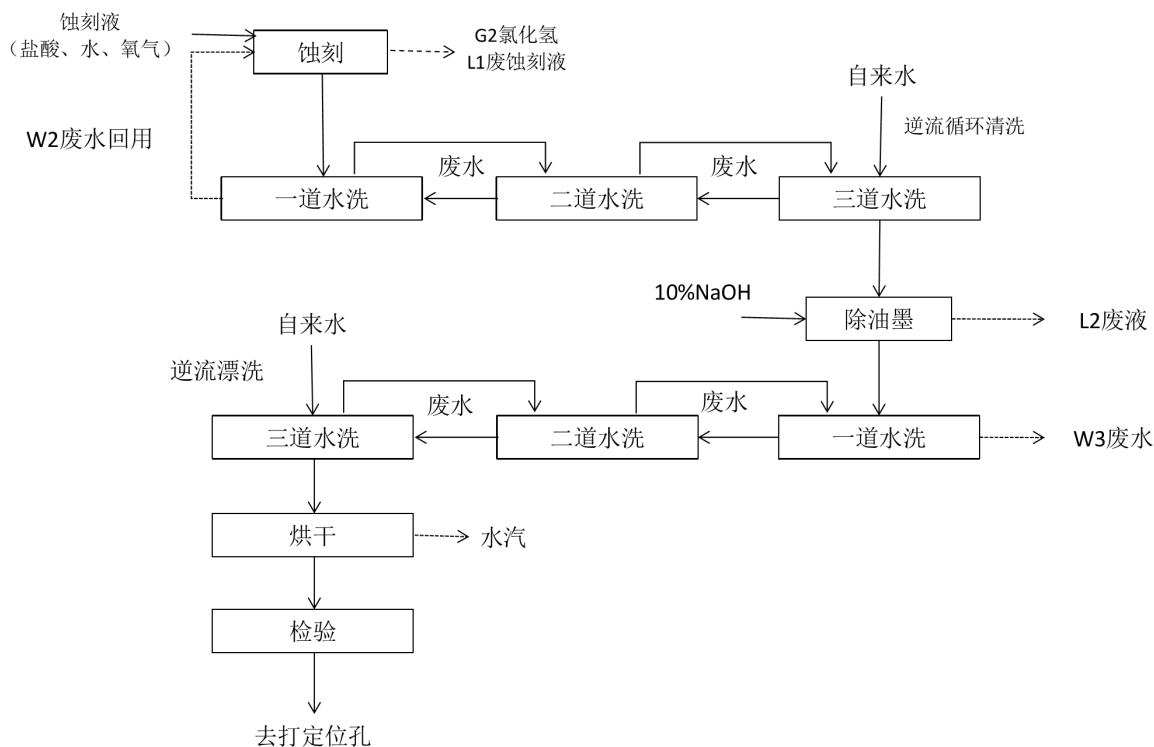 蚀刻液
（盐酸、水、氧气）
蚀刻
G2氯化氢
L1废蚀刻液
自来水
逆流循环清洗
W2废水回用
废水
废水
一道水洗
二道水洗
三道水洗
10%NaOH
除油墨
L2废液
自来水
逆流漂洗
废水
废水
三道水洗
二道水洗
一道水洗
W3废水
烘干
水汽
检验
去打定位孔